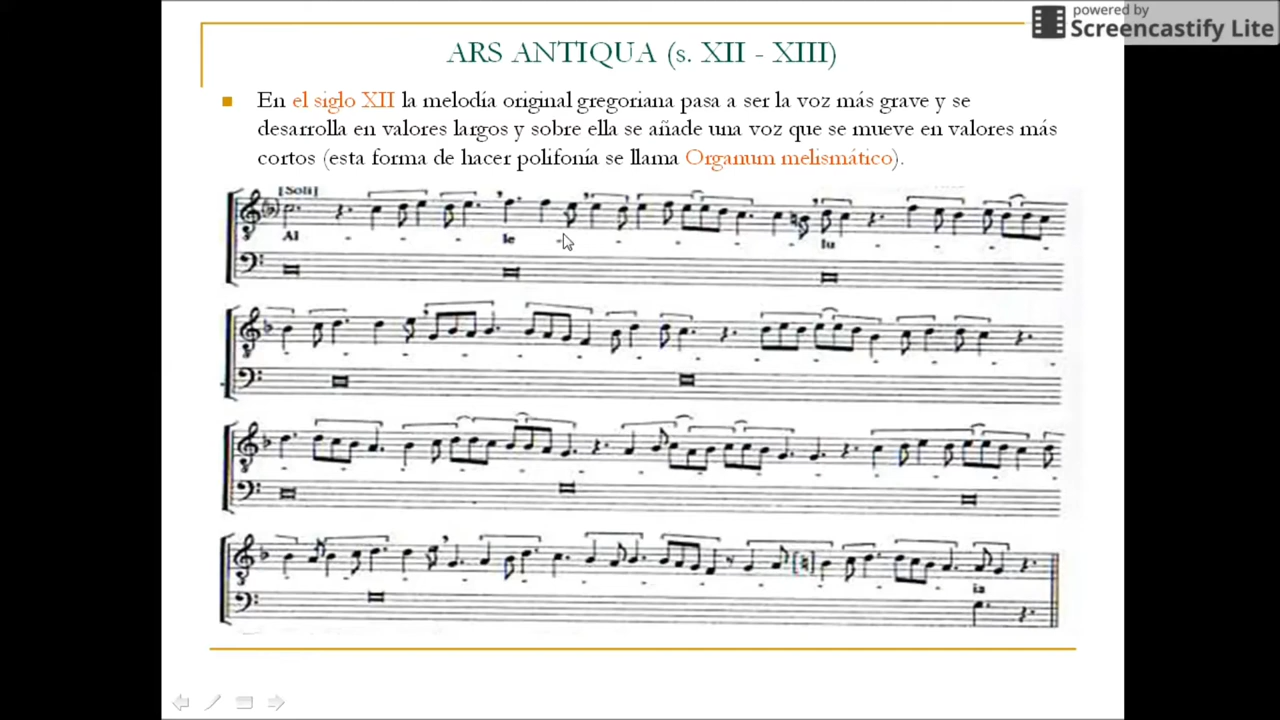 powered by
Screencastify Lite
ARS ANTIQUA (s. XII - XIII)
En el siglo XII la melodía original gregoriana pasa a ser la voz más grave y se
desarrolla en valores largos y sobre ella se añade una voz que se mueve en valores más
cortos (esta forma de hacer polifonía se llama Organum melismático).
[Soli]
Al - - - le - - - - lu - -
ia